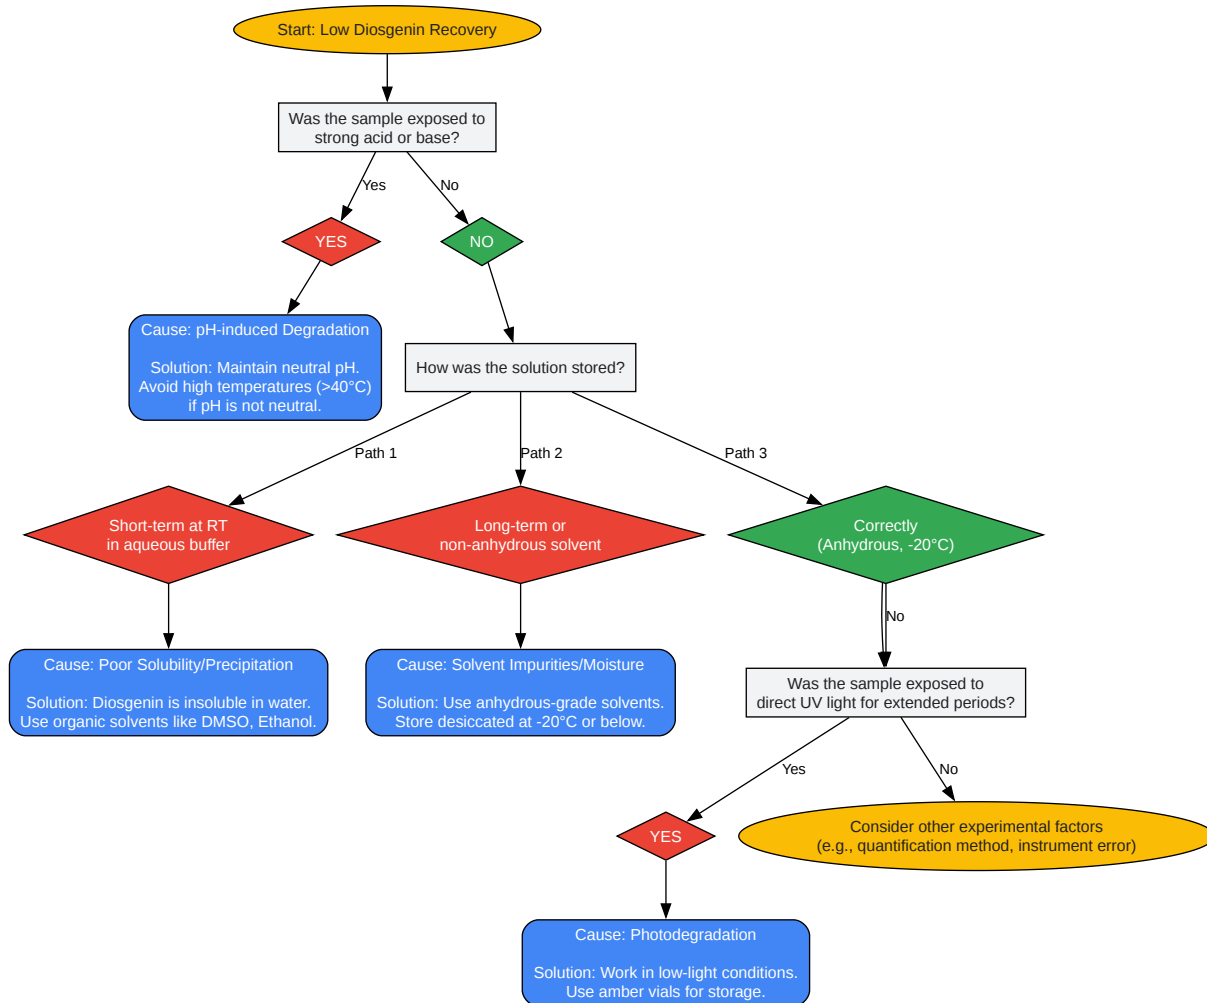 Start: Low Diosgenin Recovery
Was the sample exposed to
strong acid or base?
Yes
No
YES
NO
Cause: pH-induced Degradation
Solution: Maintain neutral pH.
Avoid high temperatures (>40°C)
if pH is not neutral.
How was the solution stored?
Path 1
Path 2
Path 3
Short-term at RT
in aqueous buffer
Long-term or
non-anhydrous solvent
Correctly
(Anhydrous, -20°C)
No
Cause: Poor Solubility/Precipitation
Solution: Diosgenin is insoluble in water.
Use organic solvents like DMSO, Ethanol.
Cause: Solvent Impurities/Moisture
Solution: Use anhydrous-grade solvents.
Store desiccated at -20°C or below.
Was the sample exposed to
direct UV light for extended periods?
Yes
No
YES
Consider other experimental factors
(e.g., quantification method, instrument error)
Cause: Photodegradation
Solution: Work in low-light conditions.
Use amber vials for storage.